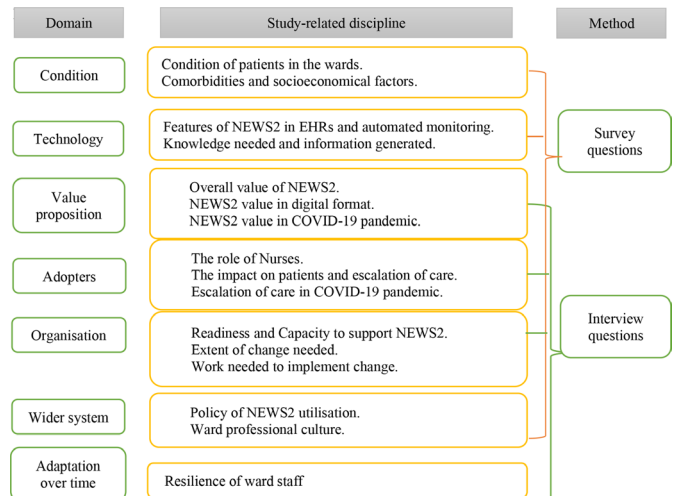 Domain
Study-related discipline
Method
Condition
Condition of patients in the wards.
Comorbidities and socioeconomical factors.
Technology
Features of NEWS2 in EHRs and automated monitoring.
Knowledge needed and information generated.
Survey
questions
Value
proposition
Overall value of NEWS2.
NEWS2 value in digital format.
NEWS2 value in COVID-19 pandemic.
Adopters
The role of Nurses.
The impact on patients and escalation of care.
Escalation of care in COVID-19 pandemic.
Organisation
Readiness and Capacity to support NEWS2.
Extent of change needed.
Work needed to implement change.
Interview
questions
Wider system
Policy of NEWS2 utilisation.
Ward professional culture.
Adaptation
over time
Resilience of ward staff